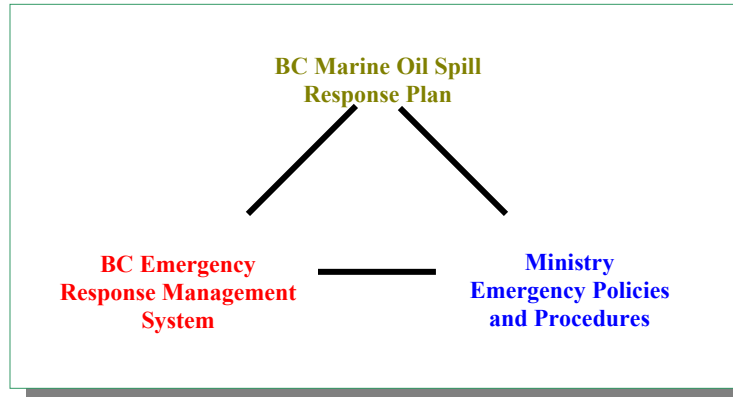 BC Marine Oil Spill
Response Plan
BC Emergency
Response Management
System
Ministry
Emergency Policies
and Procedures